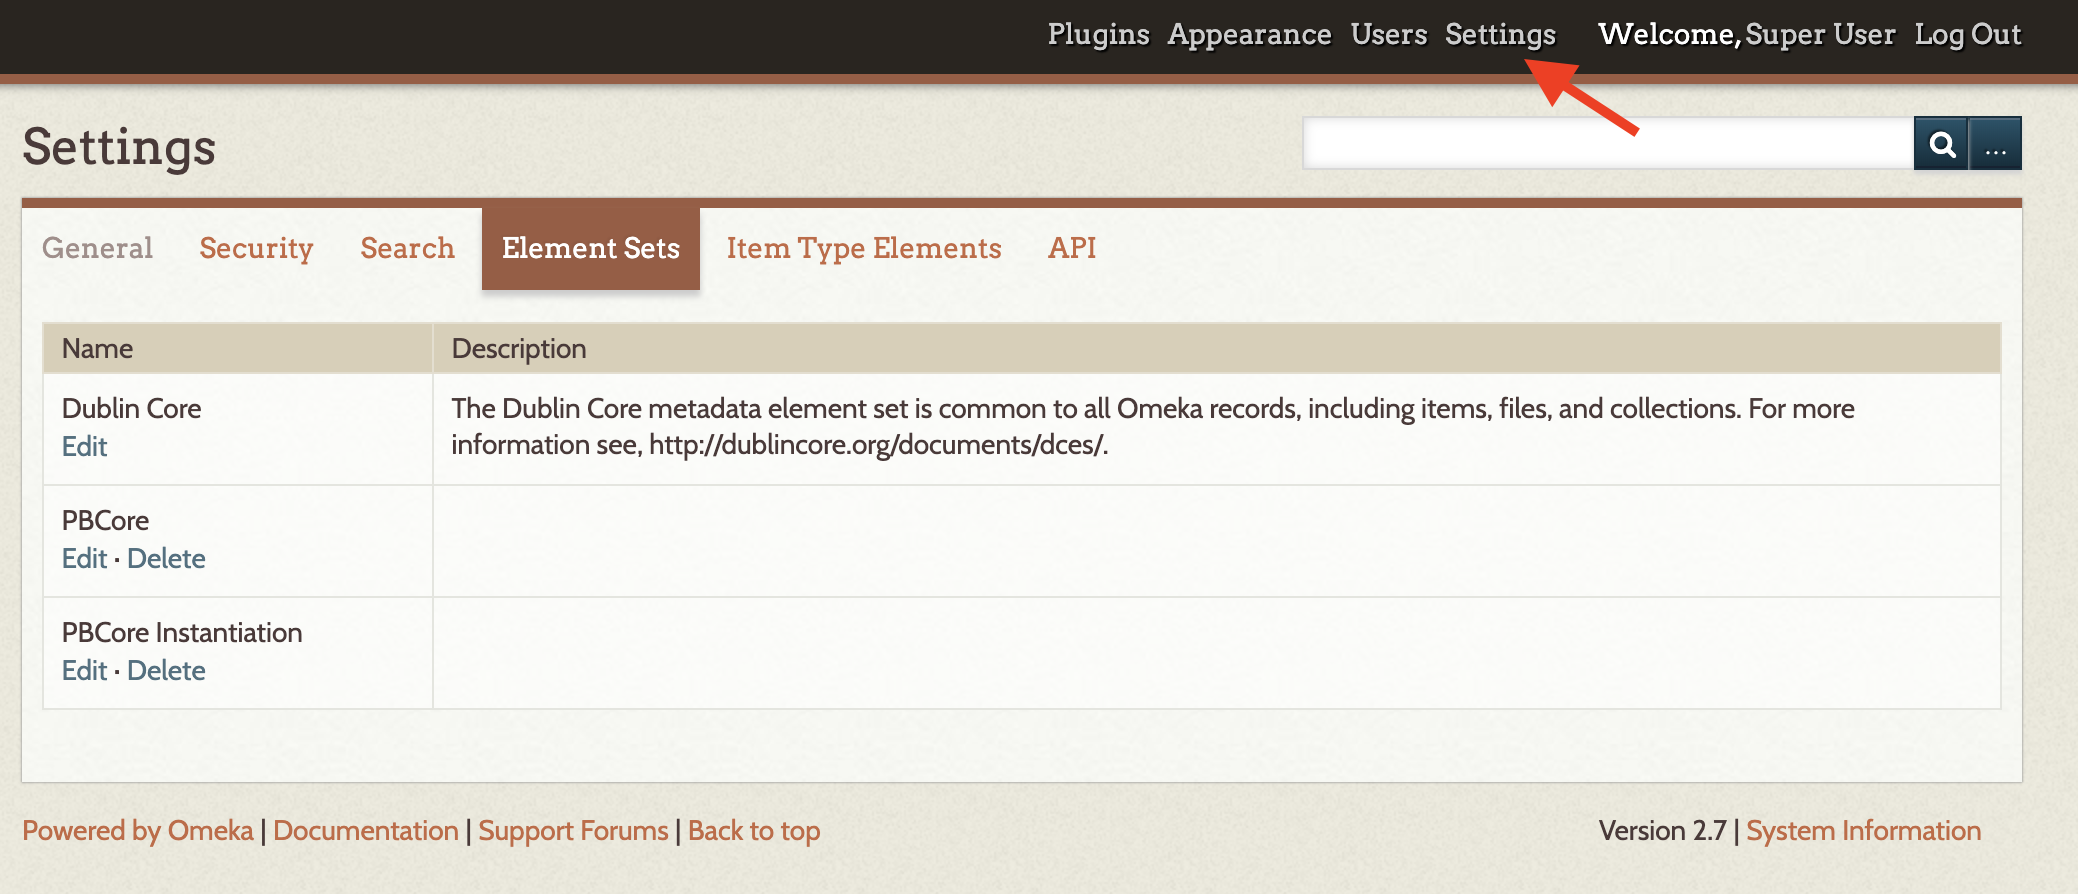 Plugins Appearance Users Settings Welcome, Super User Log Out
Settings
...
General Security Search Element Sets Item Type Elements API
Name Description
Dublin Core
Edit
The Dublin Core metadata element set is common to all Omeka records, including items, files, and collections. For more
information see, http://dublincore.org/documents/dces/.
PBCore
Edit · Delete
PBCore Instantiation
Edit · Delete
Powered by Omeka | Documentation | Support Forums | Back to top
Version 2.7 | System Information